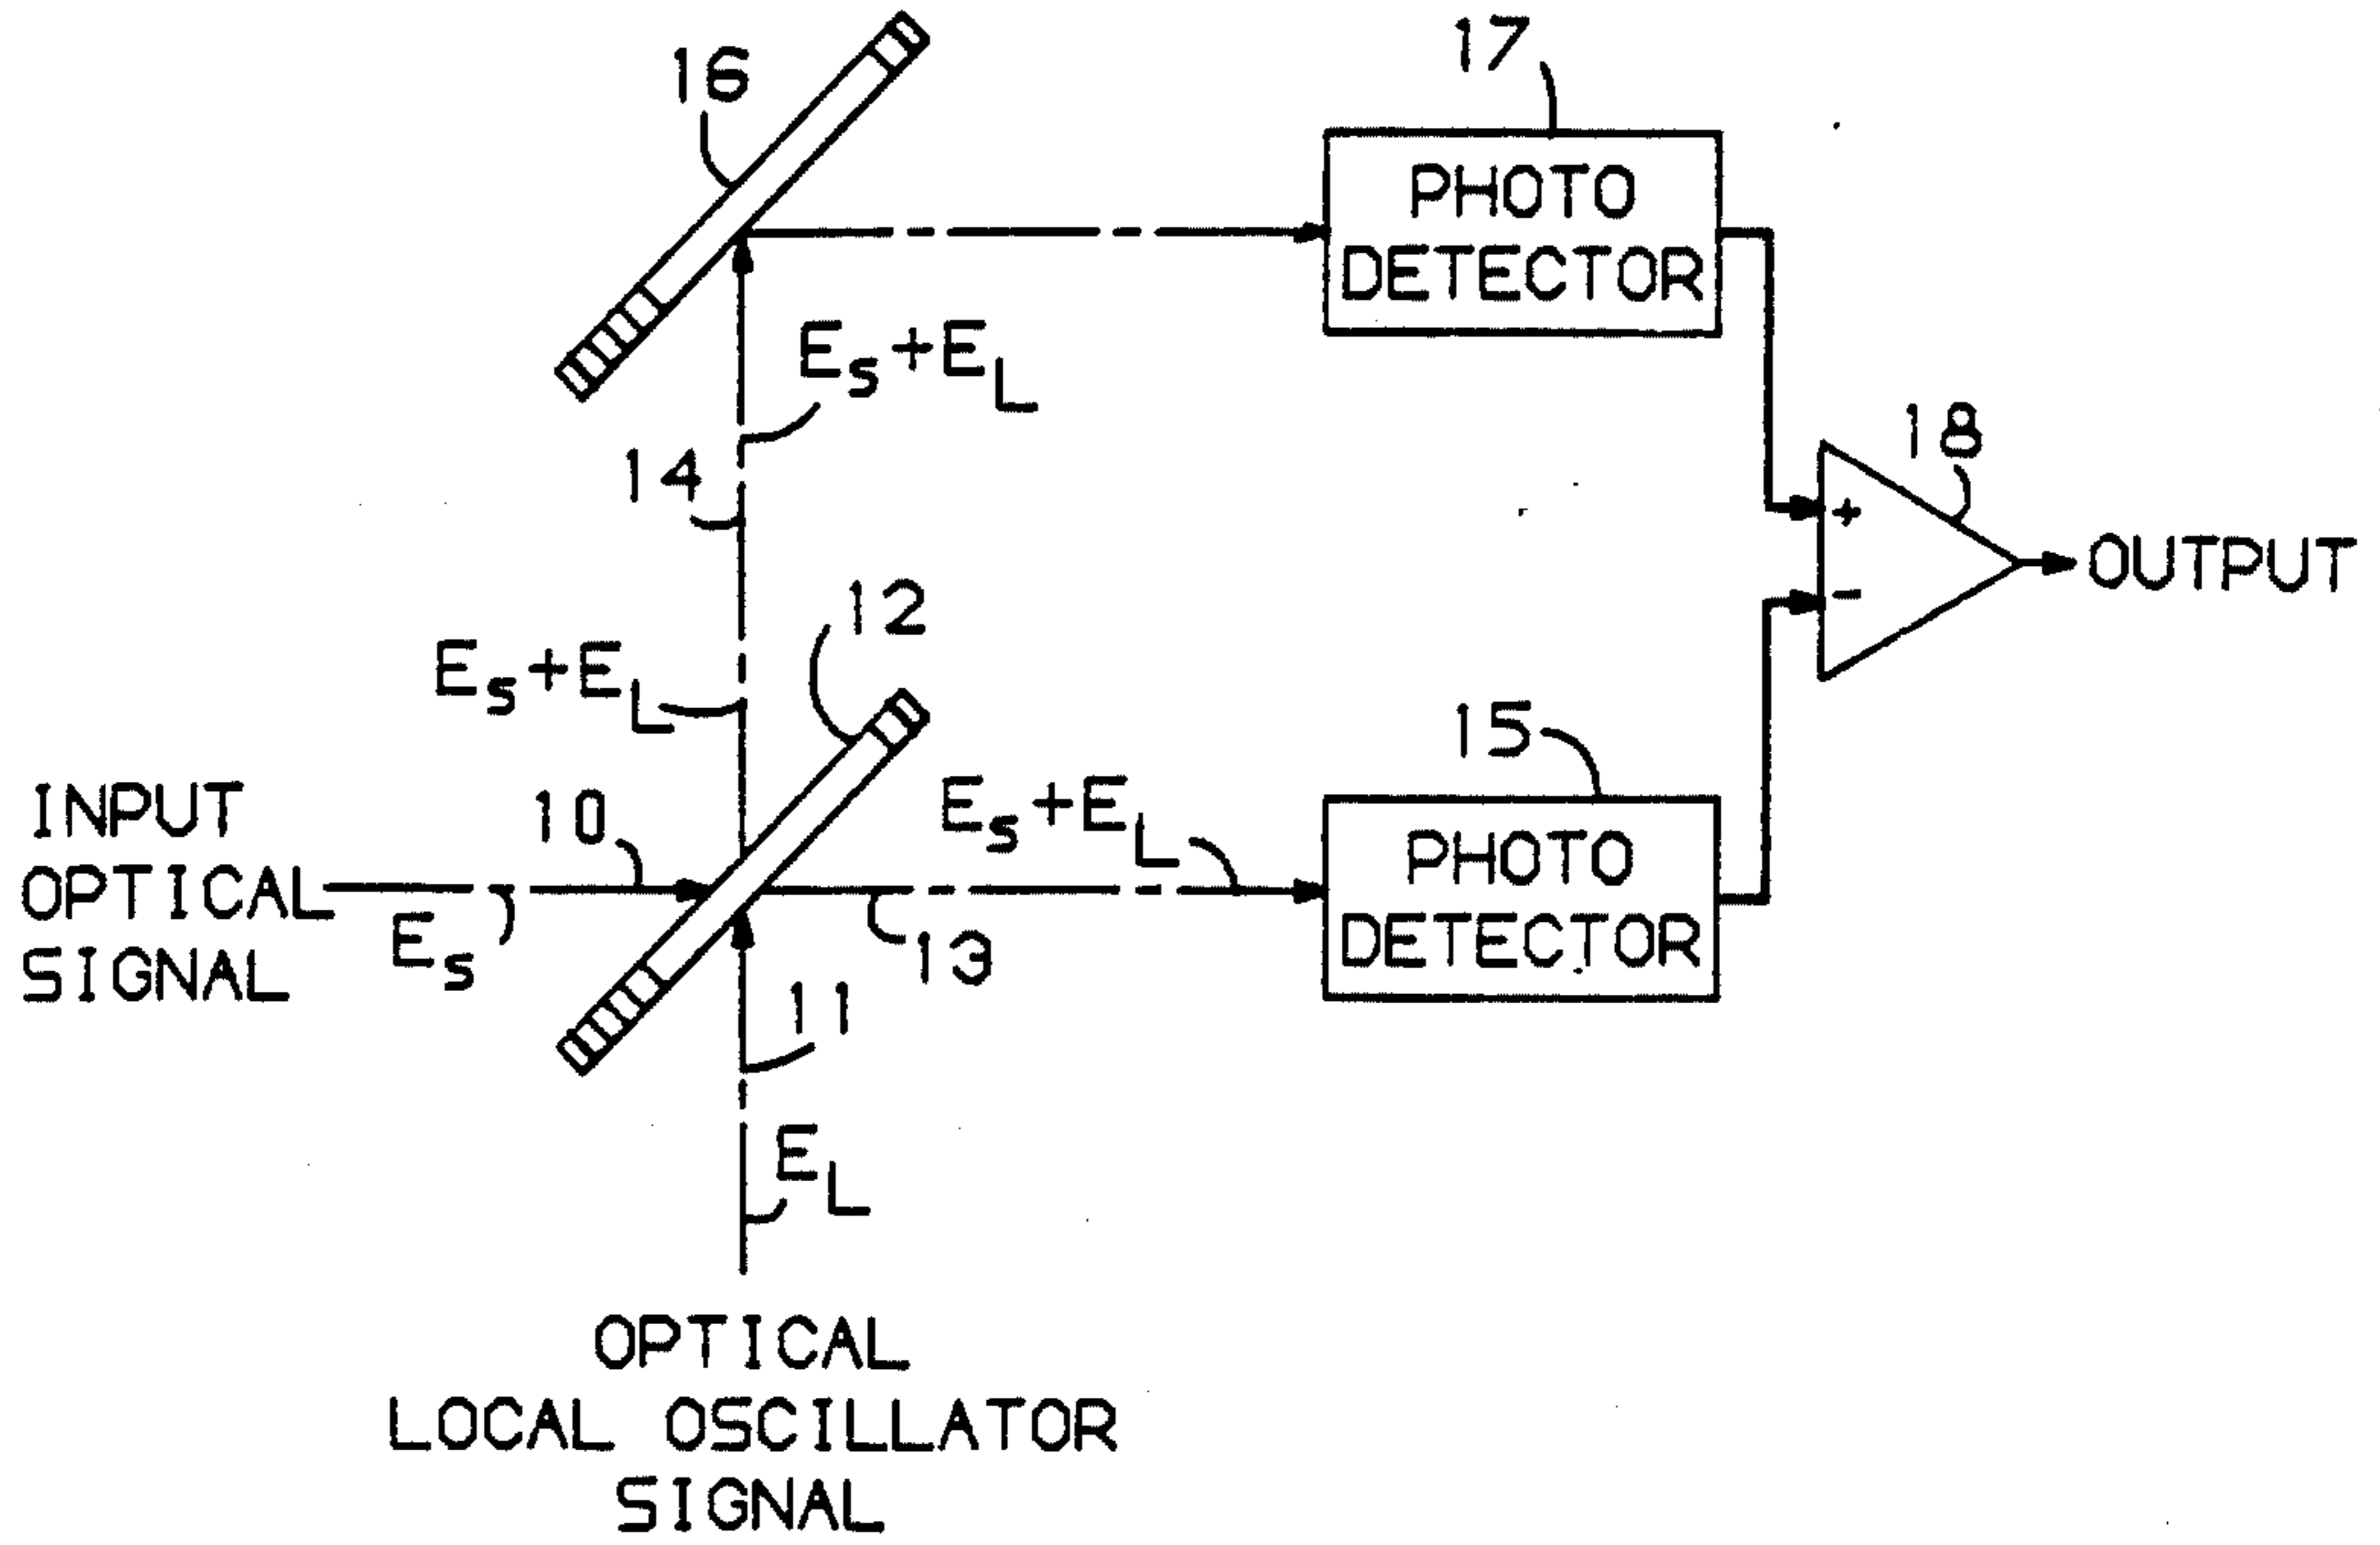 16
17
PHOTO
DETECTOR
Es+EL
14
18
+
-
OUTPUT
12
Es+EL
15
INPUT
OPTICAL
SIGNAL
10
Es
Es+EL
PHOTO
DETECTOR
13
11
EL
OPTICAL
LOCAL OSCILLATOR
SIGNAL